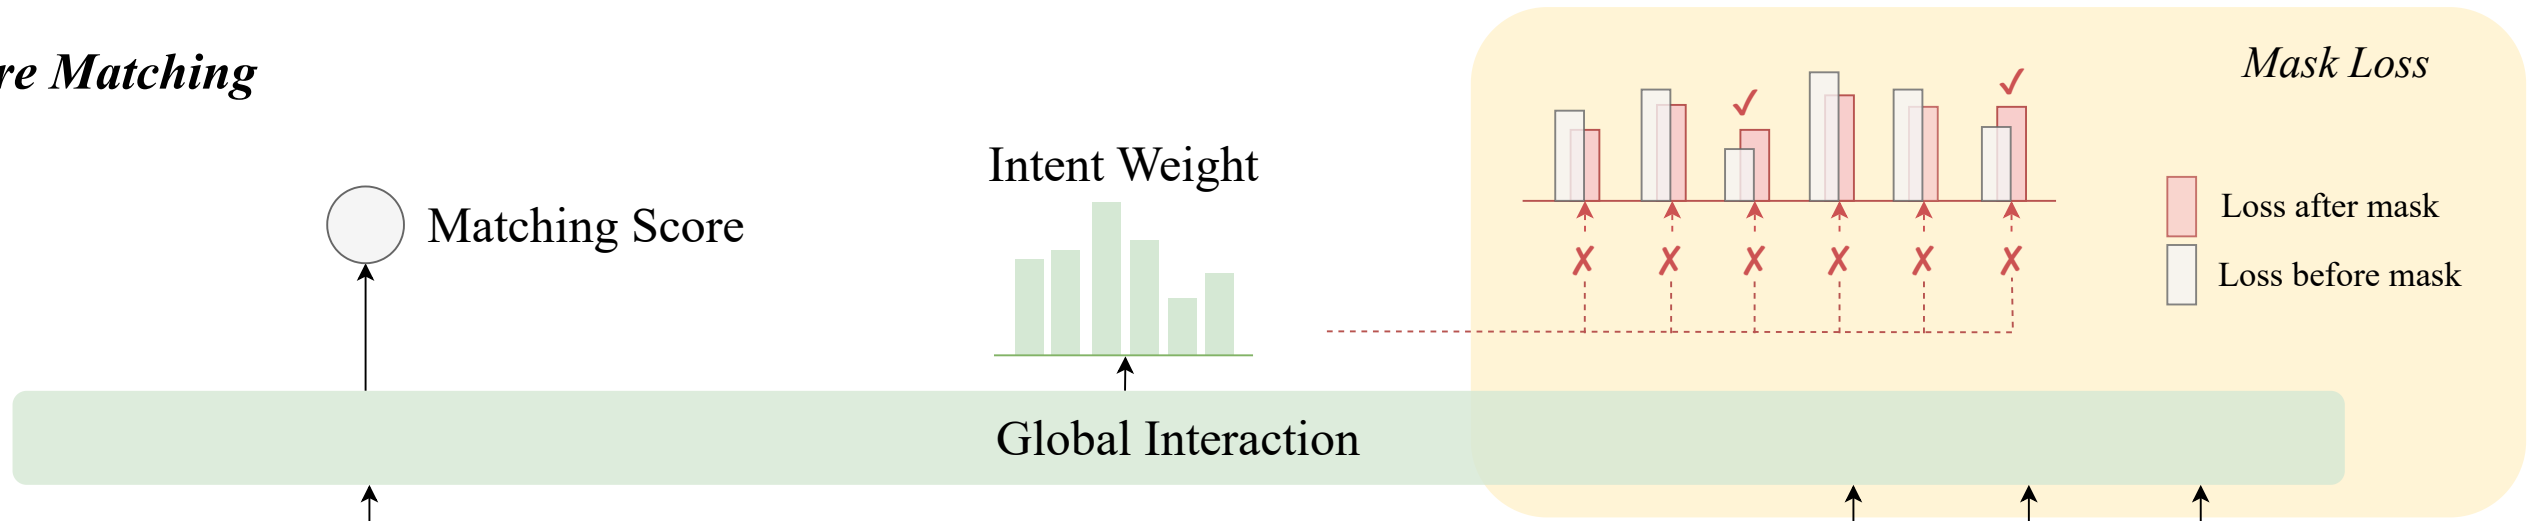 re Matching
Mask Loss
Intent Weight
Matching Score
Loss after mask
Loss before mask
Global Interaction